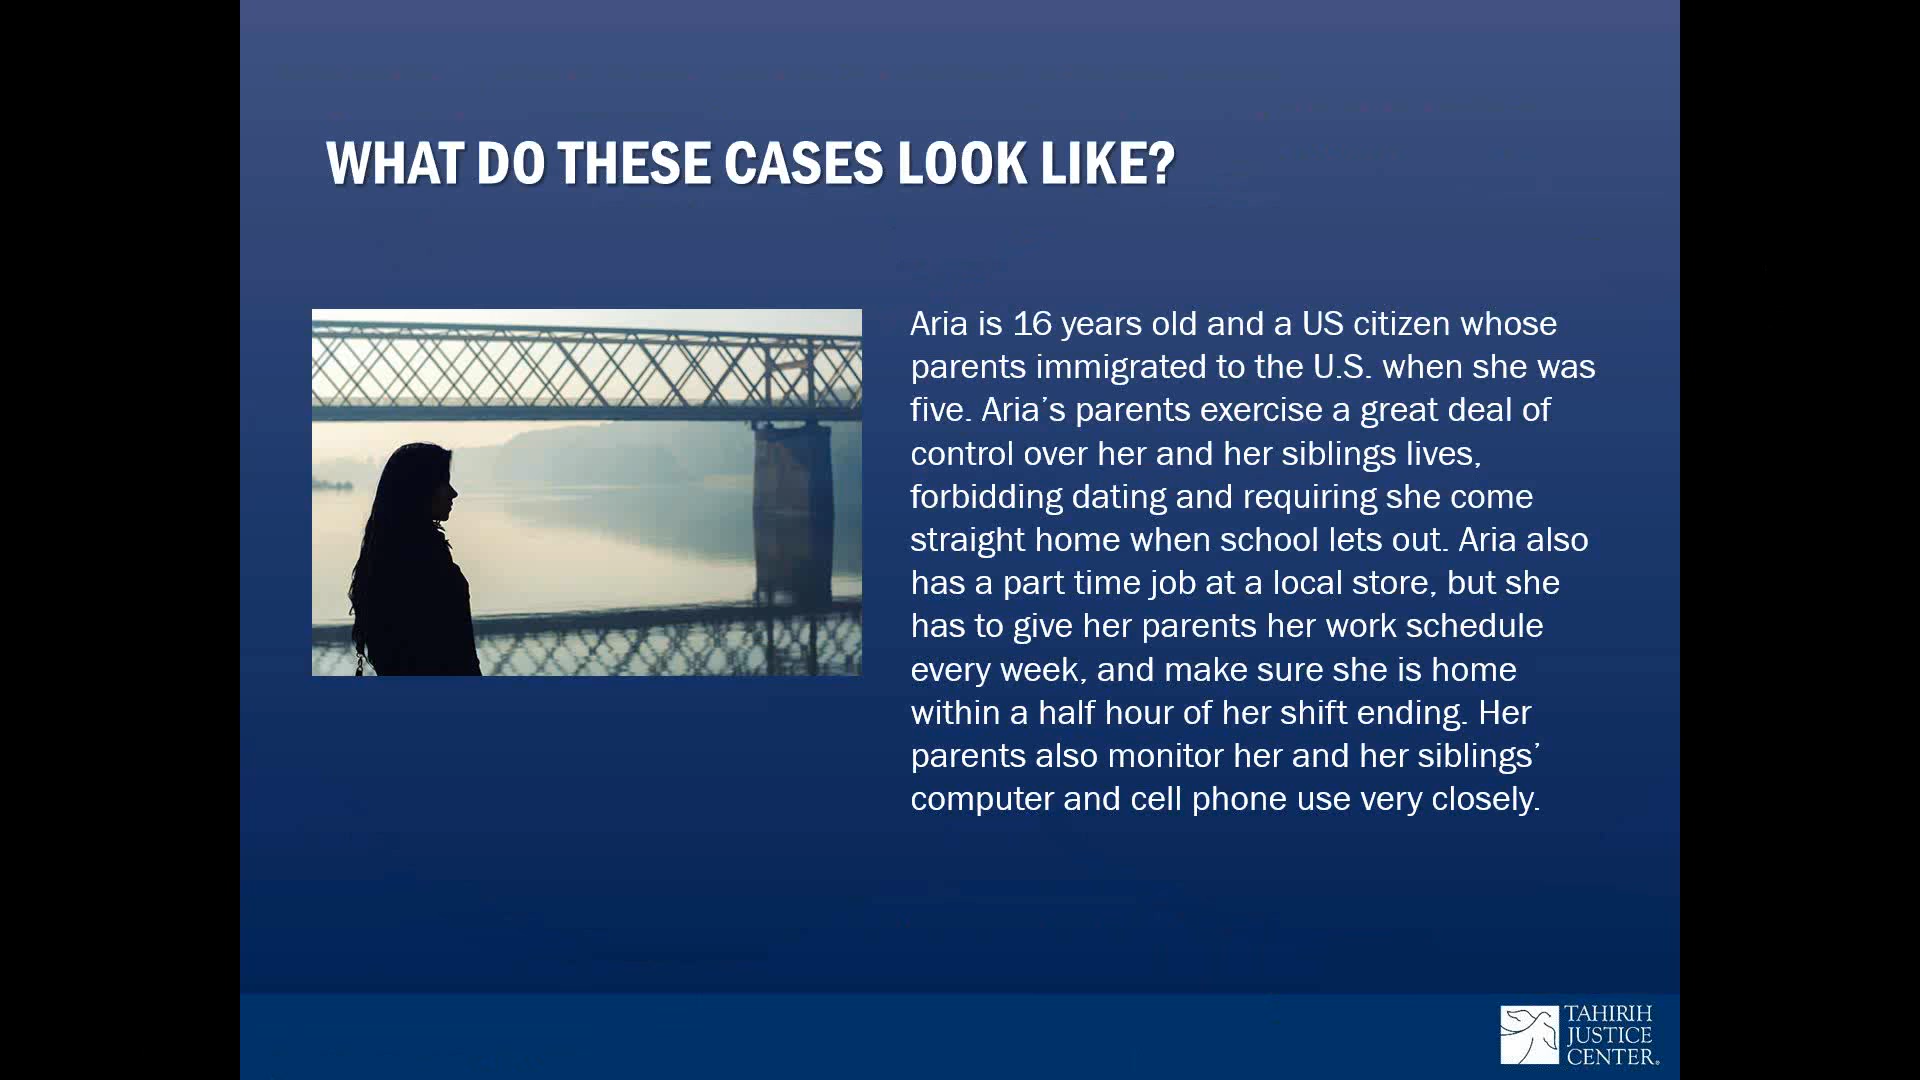 WHAT DO THESE CASES LOOK LIKE?
Aria is 16 years old and a US citizen whose
parents immigrated to the U.S. when she was
five. Aria’s parents exercise a great deal of
control over her and her siblings lives,
forbidding dating and requiring she come
straight home when school lets out. Aria also
has a part time job at a local store, but she
has to give her parents her work schedule
every week, and make sure she is home
within a half hour of her shift ending. Her
parents also monitor her and her siblings’
computer and cell phone use very closely.
TAHIRIH
JUSTICE
CENTER®